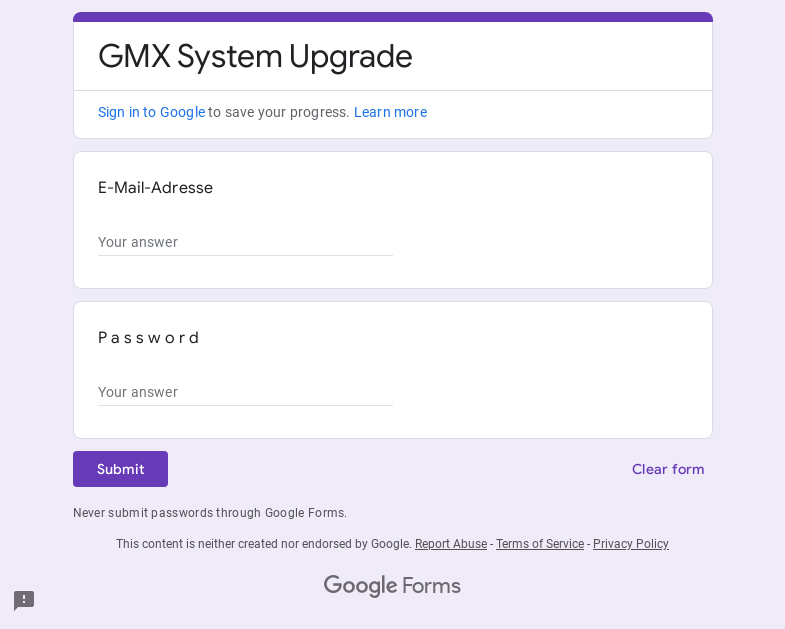 GMX System Upgrade
Sign in to Google to save your progress. Learn more
E-Mail-Adresse
Your answer
P a s s w o r d
Your answer
Submit
Clear form
Never submit passwords through Google Forms.
This content is neither created nor endorsed by Google. Report Abuse - Terms of Service - Privacy Policy
Google Forms